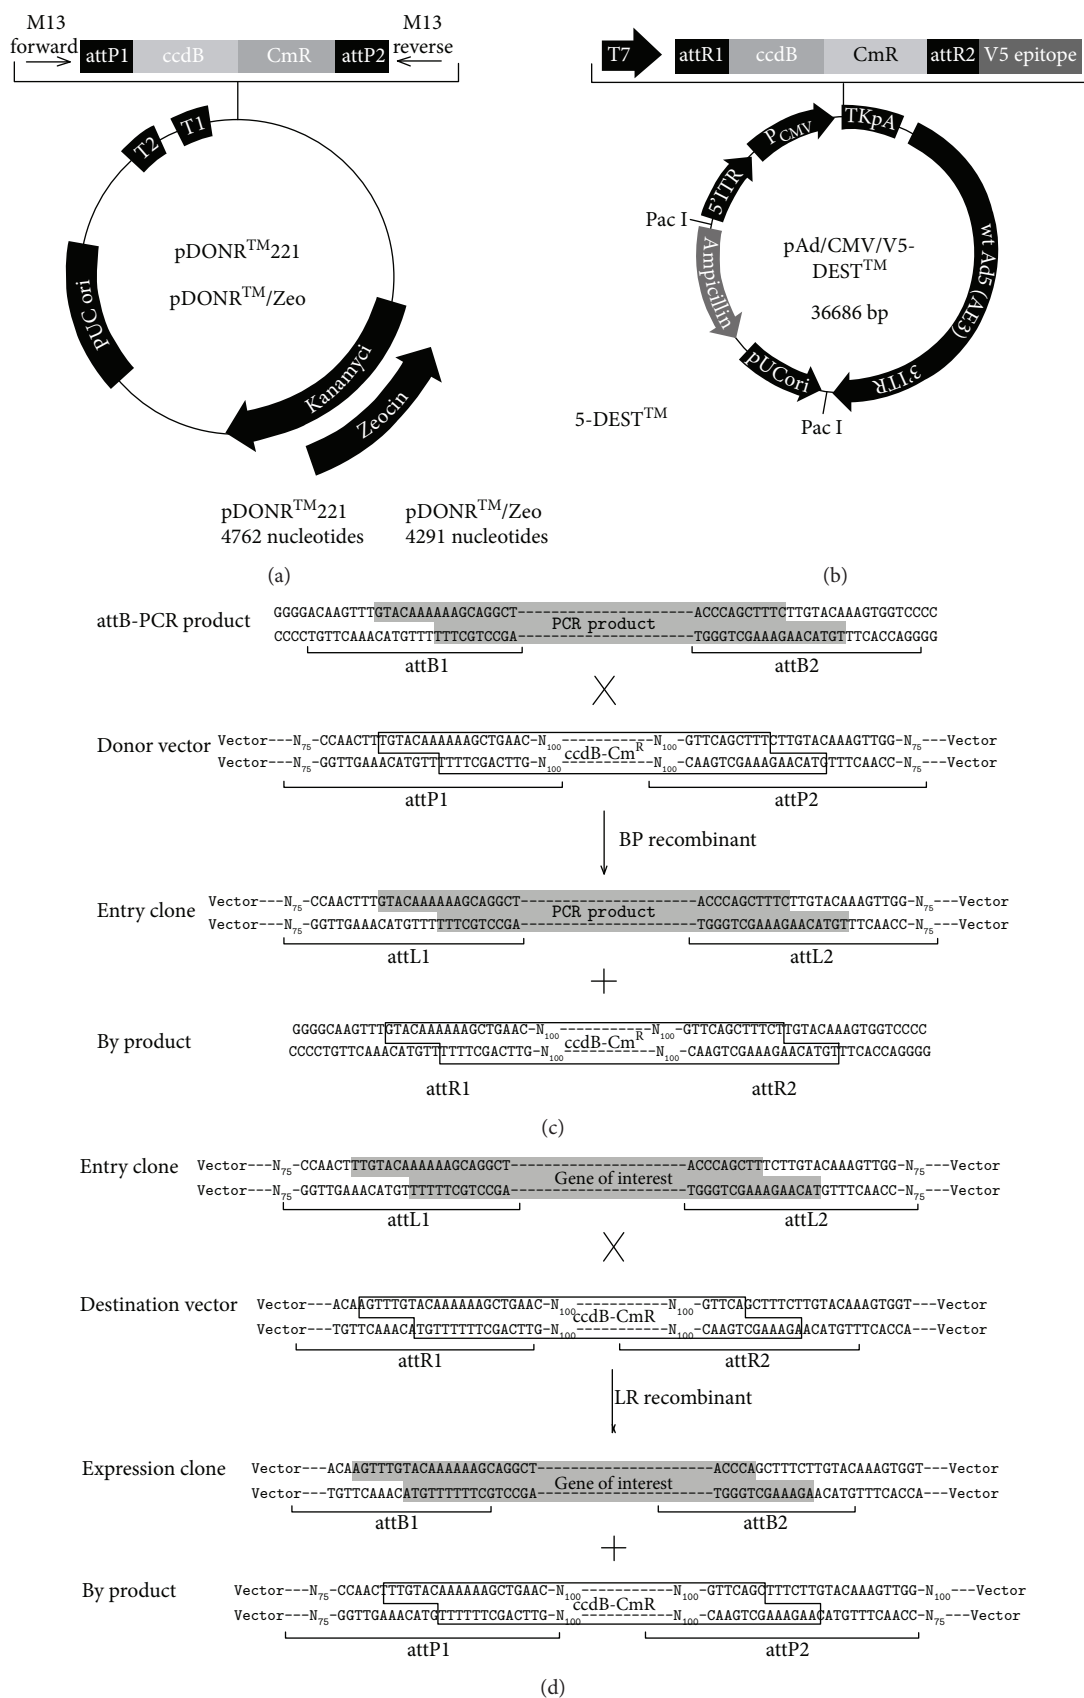 M13
forward
attP1 ccdB CmR attP2
M13
reverse
T1
T2
PUC ori
pDONR™221
pDONR™/Zeo
Kanamyci
Zeocin
pDONR™221
4762 nucleotides
pDONR™/Zeo
4291 nucleotides
(a)
T7 attR1 ccdB CmR attR2 V5 epitope
PCMV
TKpA
5'ITR
Pac I
Ampicillin
pUCori
Pac I
3'ITR
wt Ad5 (ΔE3)
pAd/CMV/V5-
DEST™
36686 bp
5-DEST™
(b)
attB-PCR product
GGGGACAAGTTTGTACAAAAAAGCAGGCT---------------------ACCCAGCTTTCTTGTACAAAGTGGTCCCC
PCR product
CCCCTGTTCAAACATGTTTTTTCGTCCGA---------------------TGGGTCGAAAGAACATGTTTCACCAGGGG
attB1 attB2
Donor vector
Vector---N75-CCAACTTTGTACAAAAAAGCTGAAC-N100-----------N100-GTTCAGCTTTCTTGTACAAAGTTGG-N75---Vector
ccdB-CmR
Vector---N75-GGTTGAAACATGTTTTTTCGACTTG-N100-----------N100-CAAGTCGAAAGAACATGTTTCAACC-N75---Vector
attP1 attP2
BP recombinant
Entry clone
Vector---N75-CCAACTTTGTACAAAAAAGCAGGCT---------------------ACCCAGCTTTCTTGTACAAAGTTGG-N75---Vector
PCR product
Vector---N75-GGTTGAAACATGTTTTTTCGTCCGA---------------------TGGGTCGAAAGAACATGTTTCAACC-N75---Vector
attL1 attL2
+
By product
GGGGCAAGTTTGTACAAAAAAGCTGAAC-N100-----------N100-GTTCAGCTTTCTTGTACAAAGTGGTCCCC
ccdB-CmR
CCCCTGTTCAAACATGTTTTTTCGACTTG-N100-----------N100-CAAGTCGAAAGAACATGTTTCACCAGGGG
attR1 attR2
(c)
Entry clone
Vector---N75-CCAACTTTGTACAAAAAAGCAGGCT---------------------ACCCAGCTTTCTTGTACAAAGTTGG-N75---Vector
Gene of interest
Vector---N75-GGTTGAAACATGTTTTTTCGTCCGA---------------------TGGGTCGAAAGAACATGTTTCAACC-N75---Vector
attL1 attL2
Destination vector
Vector---ACAAGTTTGTACAAAAAAGCTGAAC-N100-----------N100-GTTCAGCTTTCTTGTACAAAGTGGT---Vector
ccdB-CmR
Vector---TGTTCAAACATGTTTTTTCGACTTG-N100-----------N100-CAAGTCGAAAGAACATGTTTCACCA---Vector
attR1 attR2
LR recombinant
Expression clone
Vector---ACAAGTTTGTACAAAAAAGCAGGCT---------------------ACCCAGCTTTCTTGTACAAAGTGGT---Vector
Gene of interest
Vector---TGTTCAAACATGTTTTTTCGTCCGA---------------------TGGGTCGAAAGAACATGTTTCACCA---Vector
attB1 attB2
+
By product
Vector---N75-CCAACTTTGTACAAAAAAGCTGAAC-N100-----------N100-GTTCAGCTTTCTTGTACAAAGTTGG-N100---Vector
ccdB-CmR
Vector---N75-GGTTGAAACATGTTTTTTCGACTTG-N100-----------N100-CAAGTCGAAAGAACATGTTTCAACC-N75---Vector
attP1 attP2
(d)